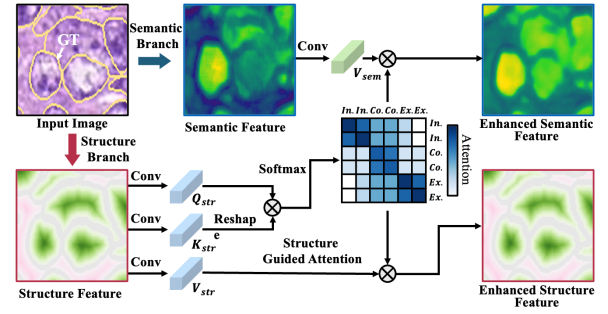 GT
Input Image
Semantic
Branch
Semantic Feature
Conv
V_sem
Enhanced Semantic
Feature
Structure
Branch
In. In. Co. Co. Ex. Ex.
In.
In.
Co.
Co.
Ex.
Ex.
Attention
Softmax
Conv
Q_str
Conv
K_str
Reshap
e
Conv
V_str
Structure
Guided Attention
Structure Feature
Enhanced Structure
Feature